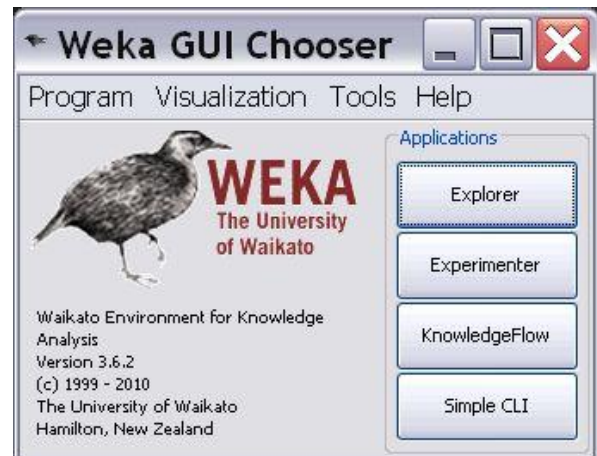 Weka GUI Chooser
Program Visualization Tools Help
WEKA
The University
of Waikato
Waikato Environment for Knowledge
Analysis
Version 3.6.2
(c) 1999 - 2010
The University of Waikato
Hamilton, New Zealand
Applications
Explorer
Experimenter
KnowledgeFlow
Simple CLI